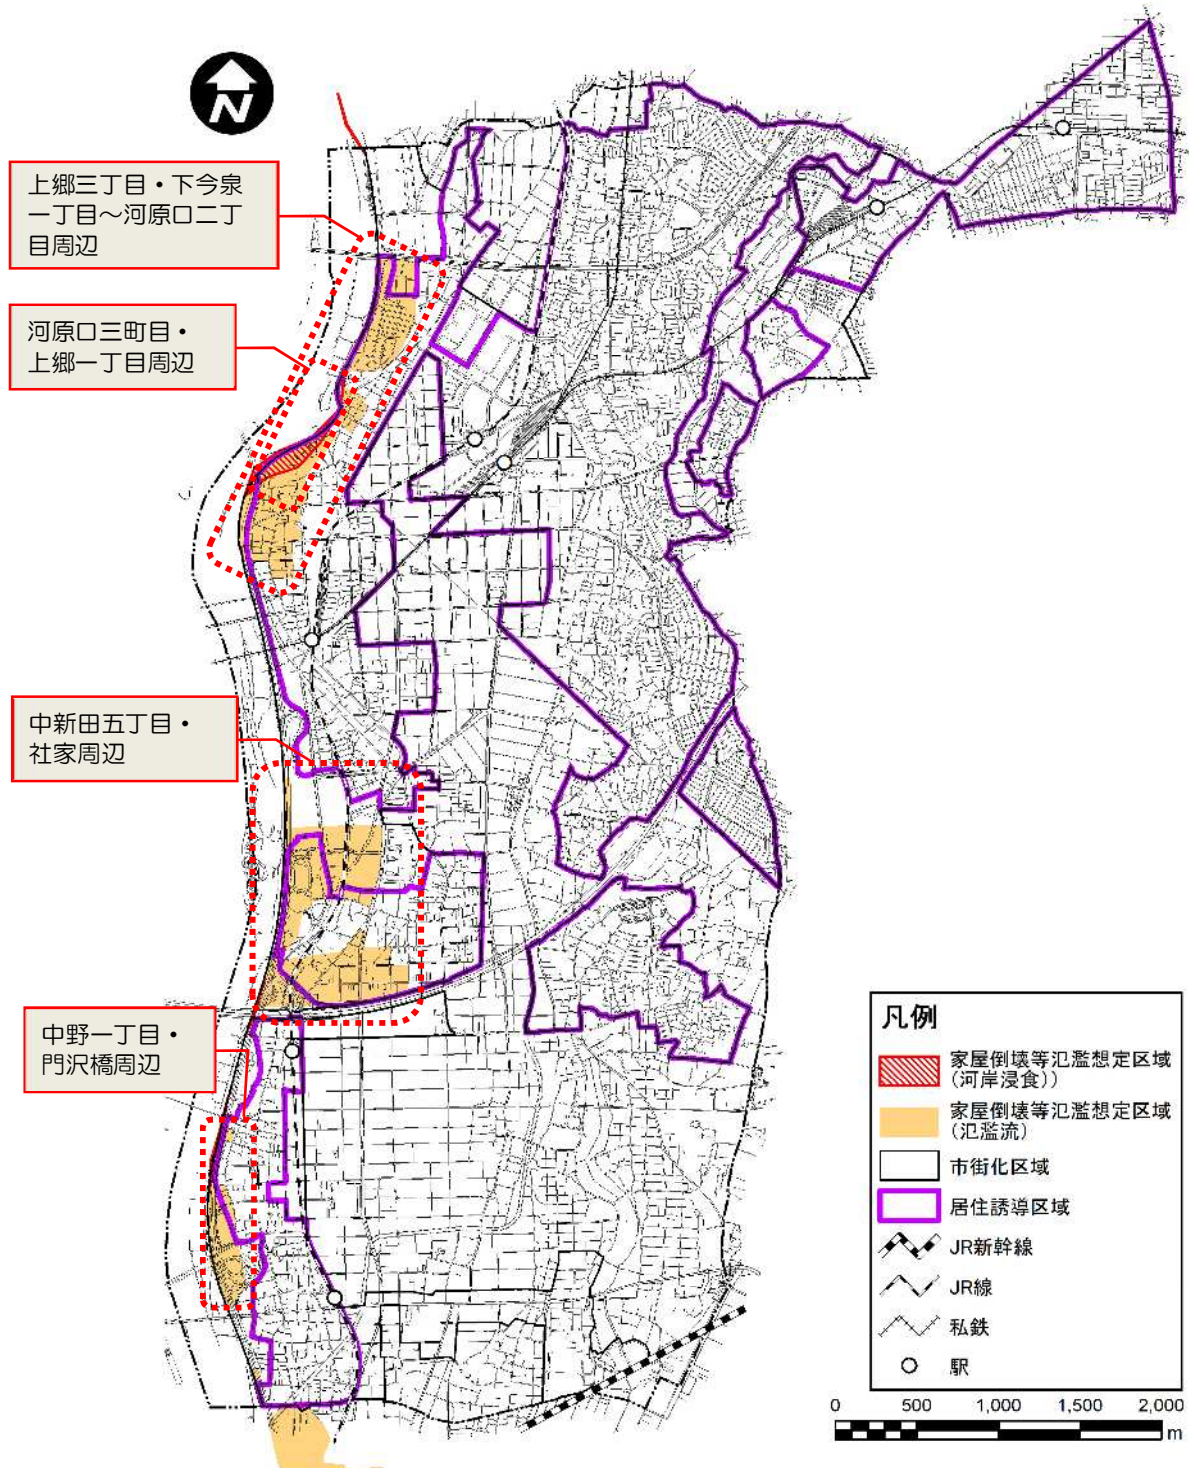 N
上郷三丁目・下今泉
一丁目～河原口二丁
目周辺
河原口三町目・
上郷一丁目周辺
中新田五丁目・
社家周辺
中野一丁目・
門沢橋周辺
凡例
家屋倒壊等氾濫想定区域
(河岸浸食))
家屋倒壊等氾濫想定区域
(氾濫流)
市街化区域
居住誘導区域
JR新幹線
JR線
私鉄
駅
0 500 1,000 1,500 2,000
m